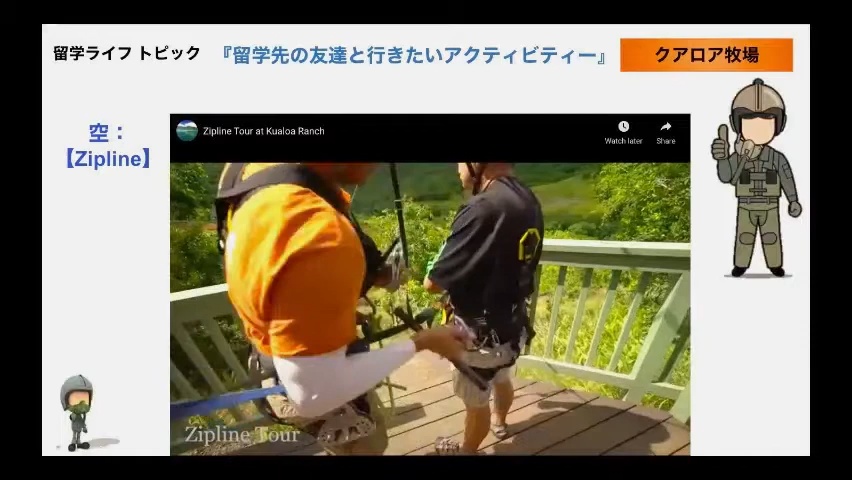 留学ライフ トピック 『留学先の友達と行きたいアクティビティー』 クアロア牧場
空：
【Zipline】
Zipline Tour at Kualoa Ranch
Watch later Share
Zipline Tour